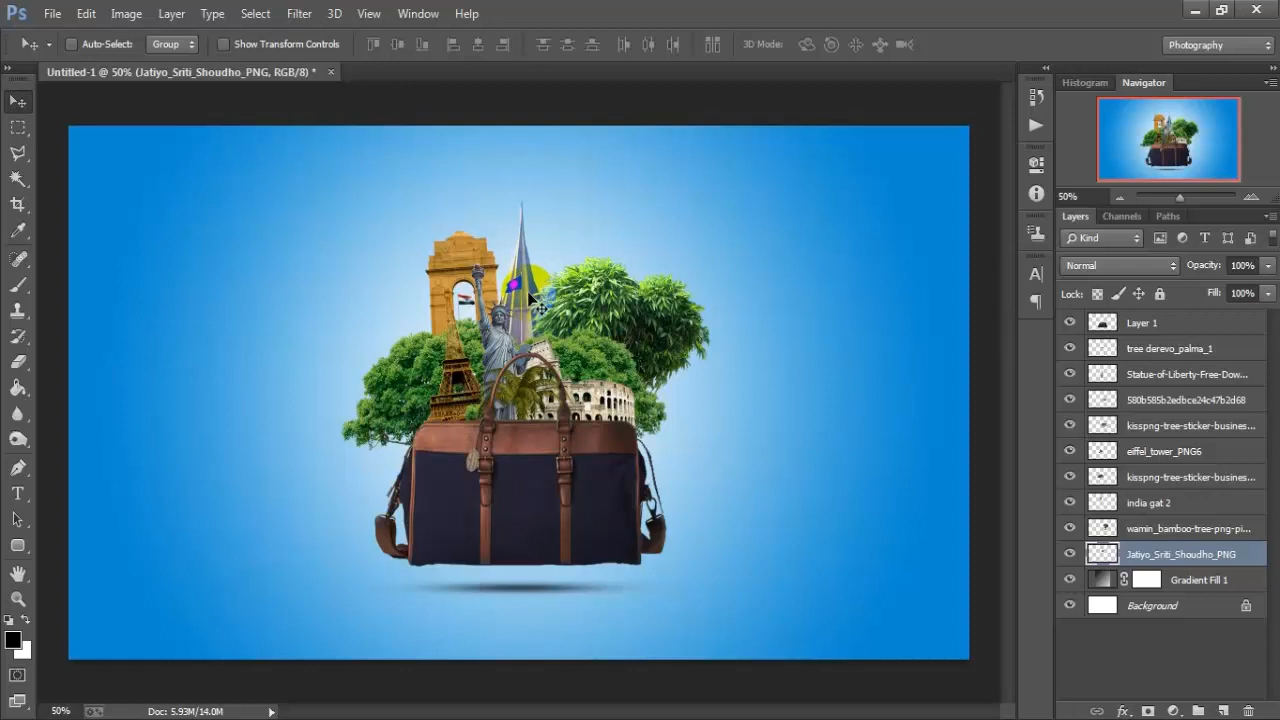 Ps File Edit Image Layer Type Select Filter 3D View Window Help
Auto-Select: Group Show Transform Controls 3D Mode: Photography
Untitled-1 @ 50% (Jatiyo_Sriti_Shoudho_PNG, RGB/8) * ×
Histogram Navigator
50%
Layers Channels Paths
Kind
Normal Opacity: 100%
Lock: Fill: 100%
Layer 1
tree derevo_palma_1
Statue-of-Liberty-Free-Dow...
580b585b2edbce24c47b2d68
kisspng-tree-sticker-busines...
eiffel_tower_PNG6
kisspng-tree-sticker-busines...
india gat 2
wamin_bamboo-tree-png-pi...
Jatiyo_Sriti_Shoudho_PNG
Gradient Fill 1
Background
50% Doc: 5.93M/14.0M